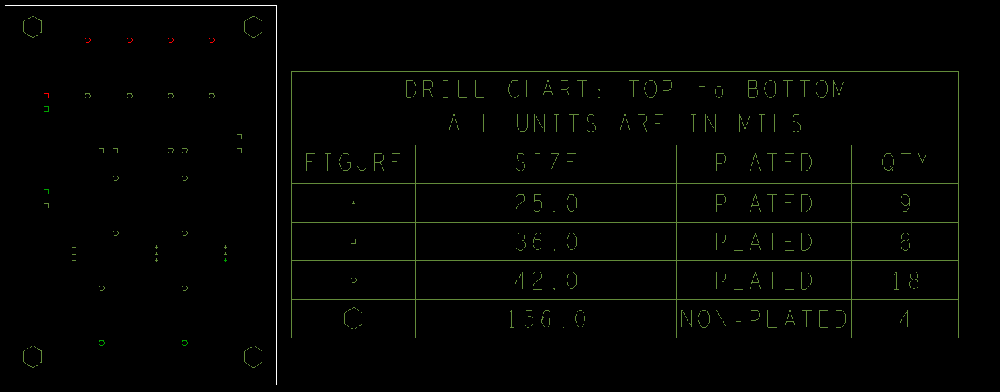 DRILL CHART: TOP to BOTTOM
ALL UNITS ARE IN MILS
FIGURE SIZE PLATED QTY
25.0 PLATED 9
36.0 PLATED 8
42.0 PLATED 18
156.0 NON-PLATED 4